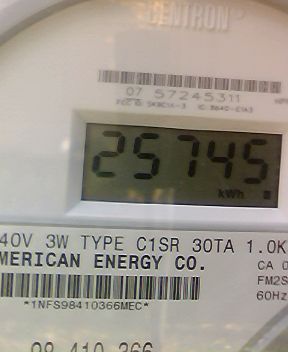 CENTRON®
07 57245311
25745
kWh
40V 3W TYPE C1SR 30TA 1.0K
MERICAN ENERGY CO.
CA 0
FM2S
60Hz
*1NFS98410366MEC*
98 410 366